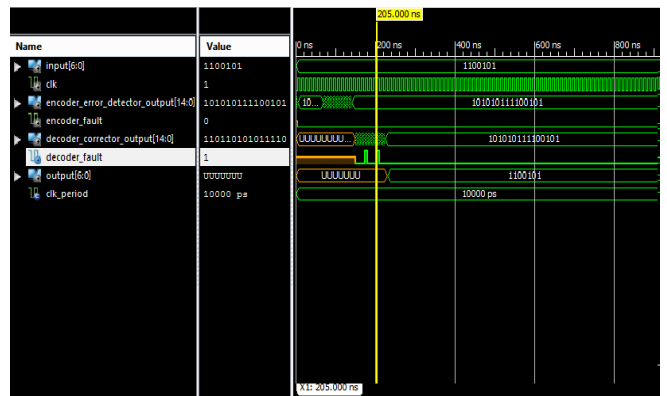 205.000 ns
Name
Value
0 ns
200 ns
400 ns
600 ns
800 ns
input[6:0]
1100101
1100101
clk
1
encoder_error_detector_output[14:0]
101010111100101
10...
101010111100101
encoder_fault
0
decoder_corrector_output[14:0]
110110101011110
UUUUUUUU...
101010111100101
decoder_fault
1
output[6:0]
UUUUUUU
UUUUUUU
1100101
clk_period
10000 ps
10000 ps
X1: 205.000 ns